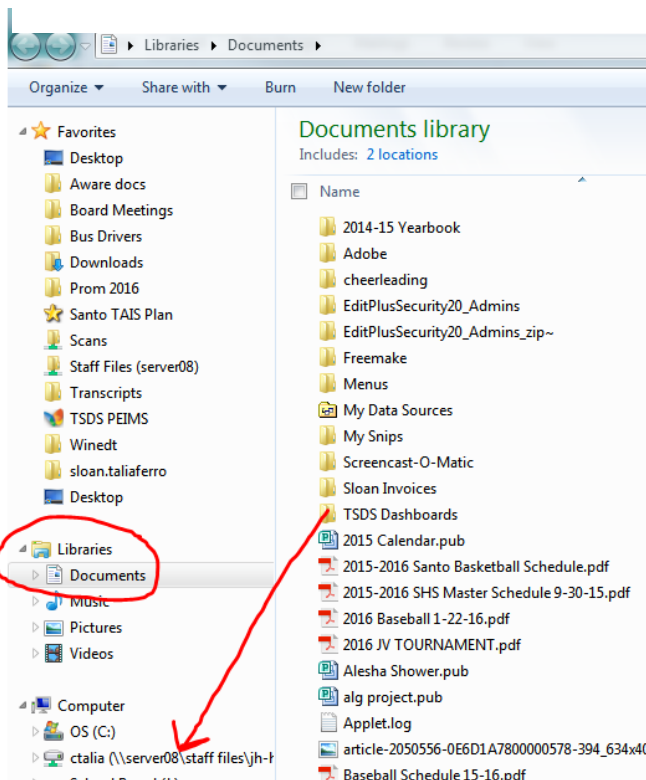 Libraries ▸ Documents ▸
Organize ▾ Share with ▾ Burn New folder
Favorites
Desktop
Aware docs
Board Meetings
Bus Drivers
Downloads
Prom 2016
Santo TAIS Plan
Scans
Staff Files (server08)
Transcripts
TSDS PEIMS
Winedt
sloan.taliaferro
Desktop
Libraries
Documents
Music
Pictures
Videos
Computer
OS (C:)
ctalia (\\server08\staff files\jh-h
Documents library
Includes: 2 locations
Name
2014-15 Yearbook
Adobe
cheerleading
EditPlusSecurity20_Admins
EditPlusSecurity20_Admins_zip~
Freemake
Menus
My Data Sources
My Snips
Screencast-O-Matic
Sloan Invoices
TSDS Dashboards
2015 Calendar.pub
2015-2016 Santo Basketball Schedule.pdf
2015-2016 SHS Master Schedule 9-30-15.pdf
2016 Baseball 1-22-16.pdf
2016 JV TOURNAMENT.pdf
Alesha Shower.pub
alg project.pub
Applet.log
article-2050556-0E6D1A7800000578-394_634x40
Baseball Schedule 15-16.pdf